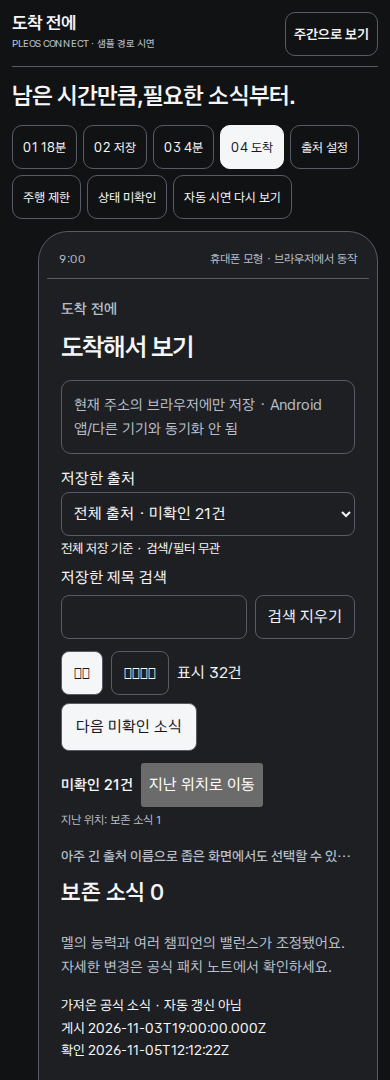 도착 전에
PLEOS CONNECT · 샘플 경로 시연
주간으로 보기
남은 시간만큼,필요한 소식부터.
01 18분
02 저장
03 4분
04 도착
출처 설정
주행 제한
상태 미확인
자동 시연 다시 보기
9:00
휴대폰 모형 · 브라우저에서 동작
도착 전에
도착해서 보기
현재 주소의 브라우저에만 저장 · Android
앱/다른 기기와 동기화 안 됨
저장한 출처
전체 출처 · 미확인 21건
전체 저장 기준 · 검색/필터 무관
저장한 제목 검색
검색 지우기
표시 32건
다음 미확인 소식
미확인 21건
지난 위치로 이동
지난 위치: 보존 소식 1
아주 긴 출처 이름으로 좁은 화면에서도 선택할 수 있…
보존 소식 0
멜의 능력과 여러 챔피언의 밸런스가 조정됐어요.
자세한 변경은 공식 패치 노트에서 확인하세요.
가져온 공식 소식 · 자동 갱신 아님
게시 2026-11-03T19:00:00.000Z
확인 2026-11-05T12:12:22Z